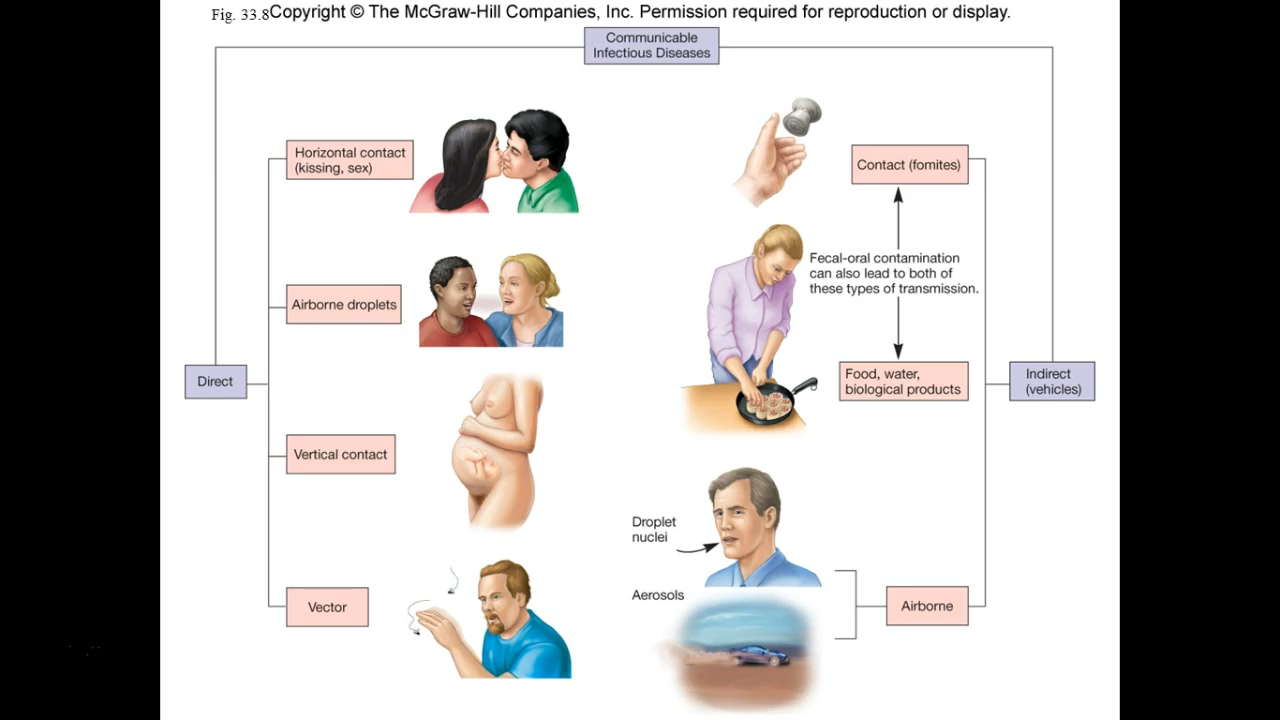 Fig. 33.8Copyright © The McGraw-Hill Companies, Inc. Permission required for reproduction or display.
Communicable
Infectious Diseases
Horizontal contact
(kissing, sex)
Contact (fomites)
Fecal-oral contamination
can also lead to both of
these types of transmission.
Airborne droplets
Direct
Food, water,
biological products
Indirect
(vehicles)
Vertical contact
Droplet
nuclei
Aerosols
Vector
Airborne